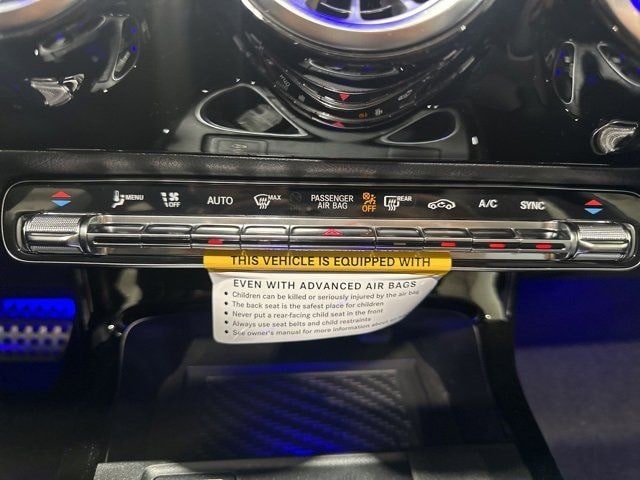 MENU OFF AUTO MAX PASSENGER AIR BAG OFF REAR A/C SYNC
THIS VEHICLE IS EQUIPPED WITH
EVEN WITH ADVANCED AIR BAGS
• Children can be killed or seriously injured by the air bag
• The back seat is the safest place for children
• Never put a rear-facing child seat in the front
• Always use seat belts and child restraints
• See owner's manual for more information about